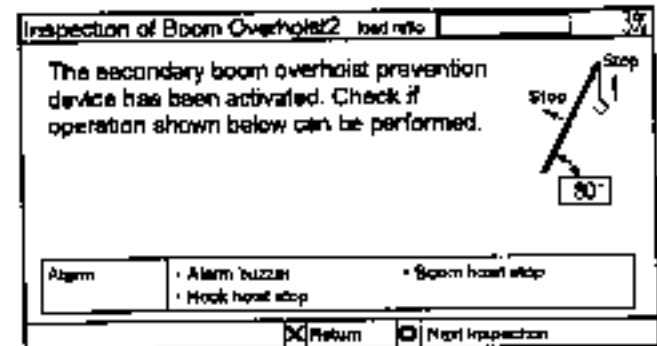 Inspection of Boom Overhoist2 load ratio 3%
The secondary boom overhoist prevention
device has been activated. Check if
operation shown below can be performed.
Stop
Stop
80°
Alarm
・Alarm buzzer ・Boom hoist stop
・Hook hoist stop
Return Next inspection